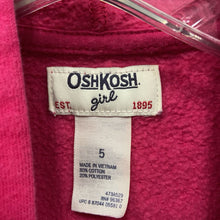 OSHKOSH
girl
EST. 1895
5
MADE IN VIETNAM
80% COTTON
20% POLYESTER